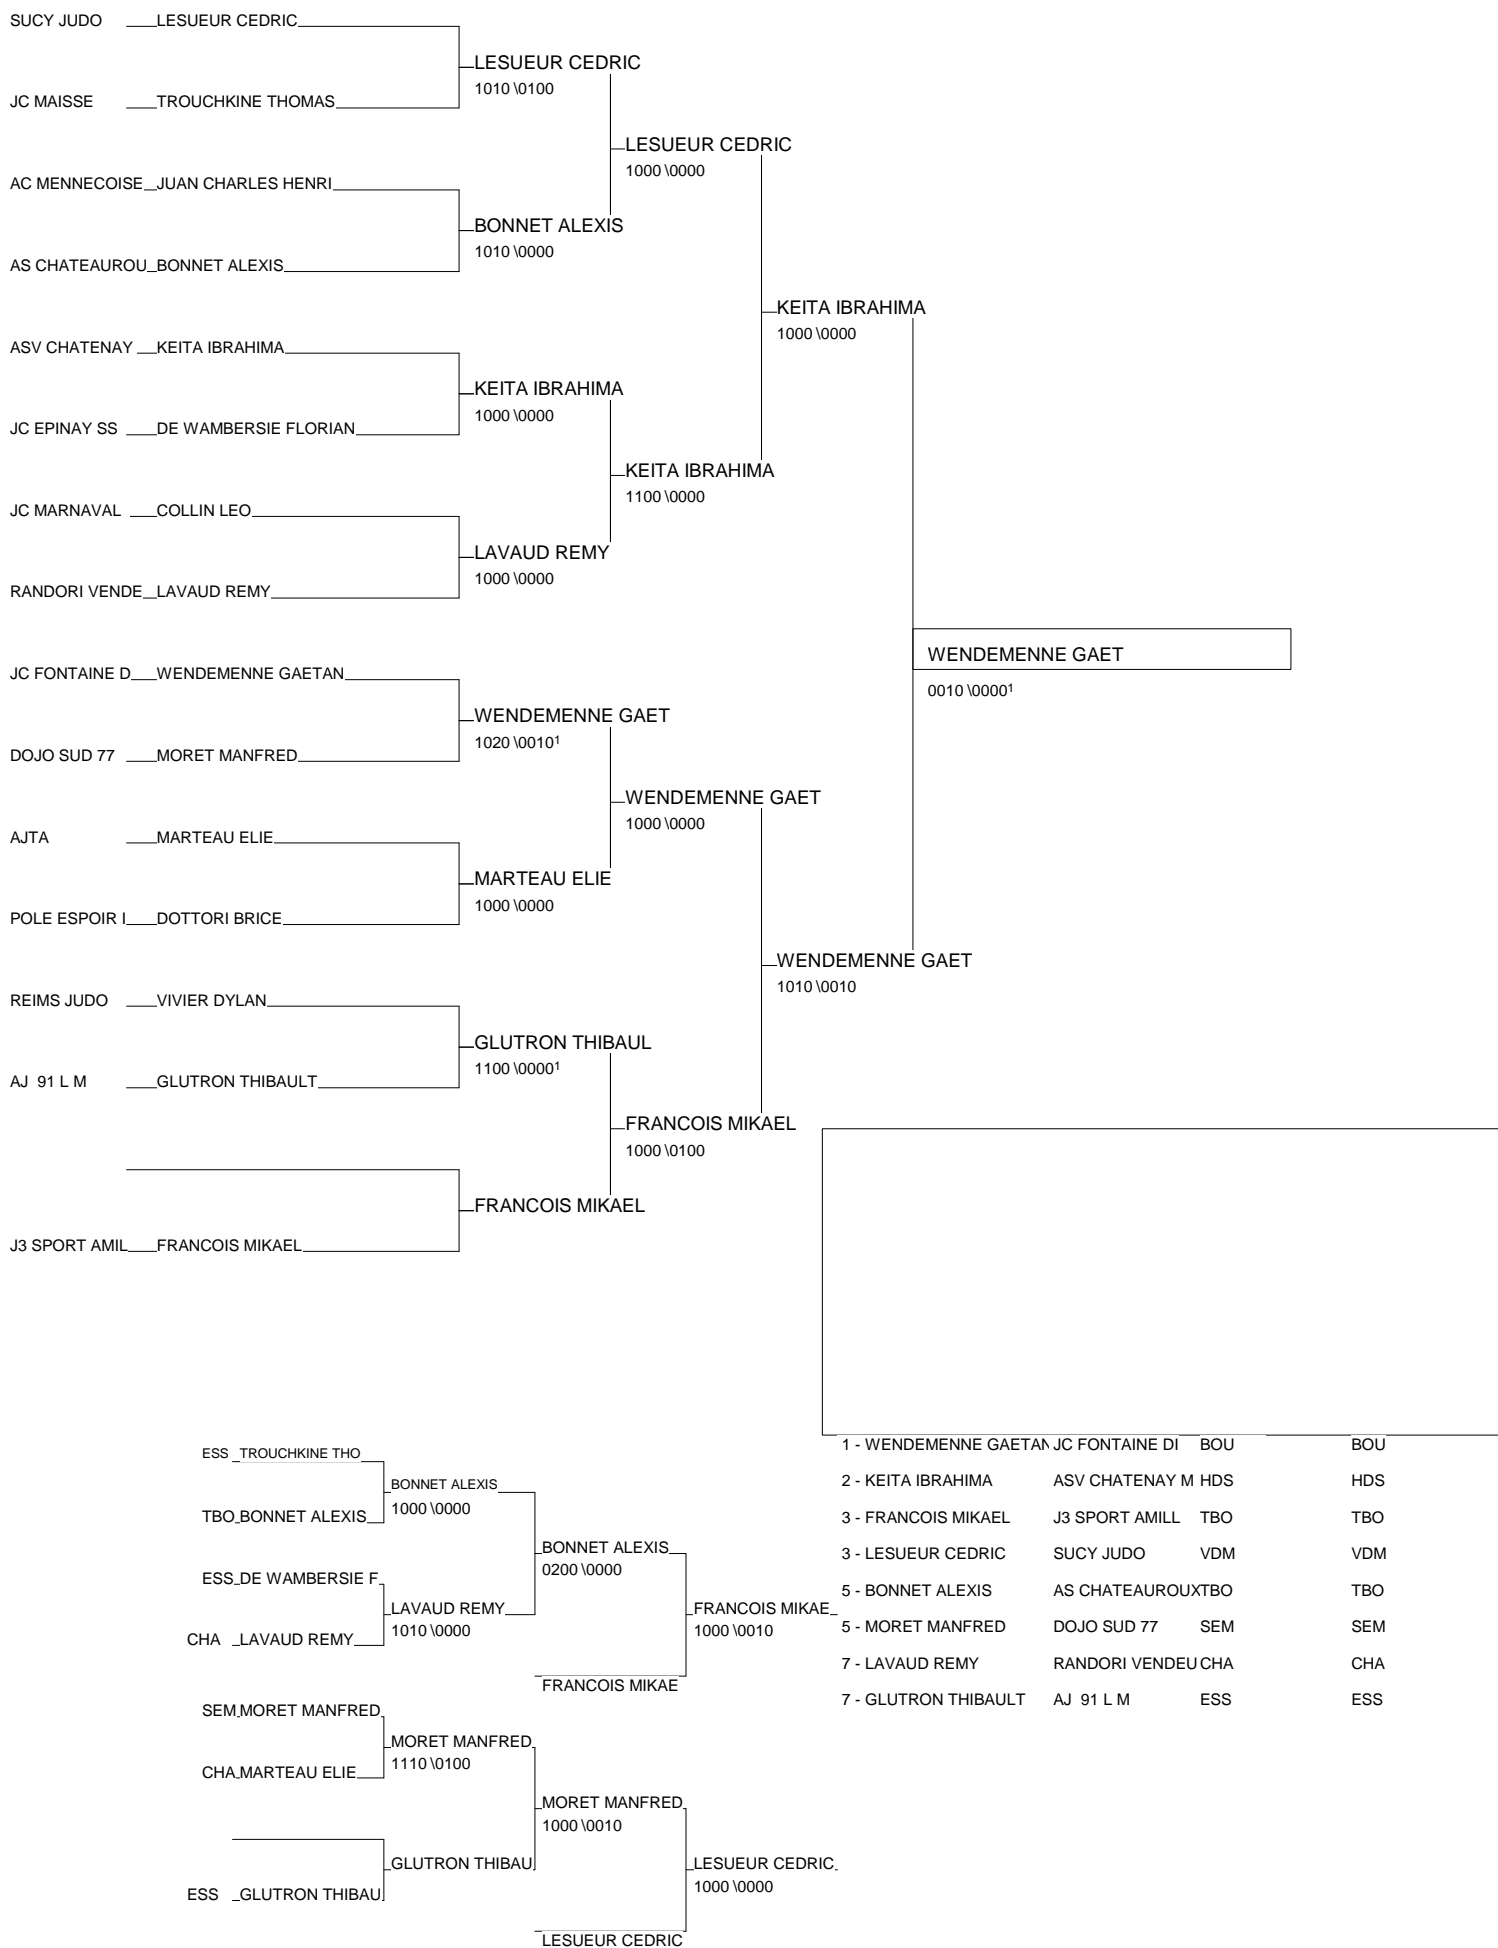 SUCY JUDO LESUEUR CEDRIC
LESUEUR CEDRIC
1010 \0100
JC MAISSE TROUCHKINE THOMAS
LESUEUR CEDRIC
1000 \0000
AC MENNECOISE JUAN CHARLES HENRI
BONNET ALEXIS
1010 \0000
AS CHATEAUROU BONNET ALEXIS
KEITA IBRAHIMA
1000 \0000
ASV CHATENAY KEITA IBRAHIMA
KEITA IBRAHIMA
1000 \0000
JC EPINAY SS DE WAMBERSIE FLORIAN
KEITA IBRAHIMA
1100 \0000
JC MARNAVAL COLLIN LEO
LAVAUD REMY
1000 \0000
RANDORI VENDE LAVAUD REMY
WENDEMENNE GAET
0010 \0000¹
JC FONTAINE D WENDEMENNE GAETAN
WENDEMENNE GAET
1020 \0010¹
DOJO SUD 77 MORET MANFRED
WENDEMENNE GAET
1000 \0000
AJTA MARTEAU ELIE
MARTEAU ELIE
1000 \0000
POLE ESPOIR I DOTTORI BRICE
WENDEMENNE GAET
1010 \0010
REIMS JUDO VIVIER DYLAN
GLUTRON THIBAUL
1100 \0000¹
AJ 91 L M GLUTRON THIBAULT
FRANCOIS MIKAEL
1000 \0100
FRANCOIS MIKAEL
J3 SPORT AMIL FRANCOIS MIKAEL
ESS TROUCHKINE THO
BONNET ALEXIS
1000 \0000
TBO BONNET ALEXIS
BONNET ALEXIS
0200 \0000
ESS DE WAMBERSIE F
LAVAUD REMY
1010 \0000
CHA LAVAUD REMY
FRANCOIS MIKAE
1000 \0010
FRANCOIS MIKAE
SEM MORET MANFRED
MORET MANFRED
1110 \0100
CHA MARTEAU ELIE
MORET MANFRED
1000 \0010
GLUTRON THIBAU
ESS GLUTRON THIBAU
LESUEUR CEDRIC
1000 \0000
LESUEUR CEDRIC
1 - WENDEMENNE GAETAN JC FONTAINE DI BOU BOU
2 - KEITA IBRAHIMA ASV CHATENAY M HDS HDS
3 - FRANCOIS MIKAEL J3 SPORT AMILL TBO TBO
3 - LESUEUR CEDRIC SUCY JUDO VDM VDM
5 - BONNET ALEXIS AS CHATEAUROUX TBO TBO
5 - MORET MANFRED DOJO SUD 77 SEM SEM
7 - LAVAUD REMY RANDORI VENDEU CHA CHA
7 - GLUTRON THIBAULT AJ 91 L M ESS ESS